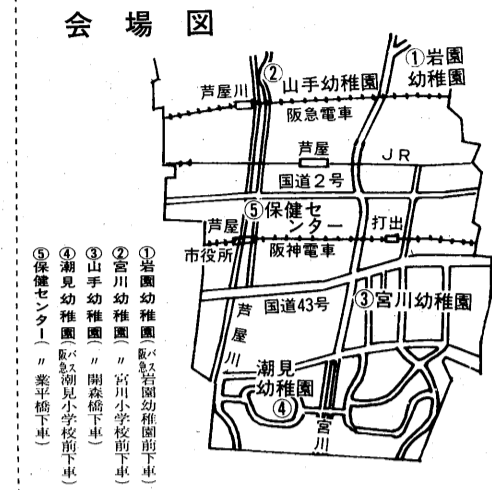 会場図
①岩園
幼稚園
②山手幼稚園
芦屋川
阪急電車
芦屋
JR
国道2号
⑤保健セ
ンター
芦屋
打出
市役所
阪神電車
③宮川幼稚園
国道43号
芦屋川
潮見
幼稚園
④
宮川
①岩園幼稚園(阪急バス岩園幼稚園前下車)
②宮川幼稚園(〃宮川小学校前下車)
③山手幼稚園(〃開森橋下車)
④潮見幼稚園(阪急バス潮見小学校前下車)
⑤保健センター(〃業平橋下車)